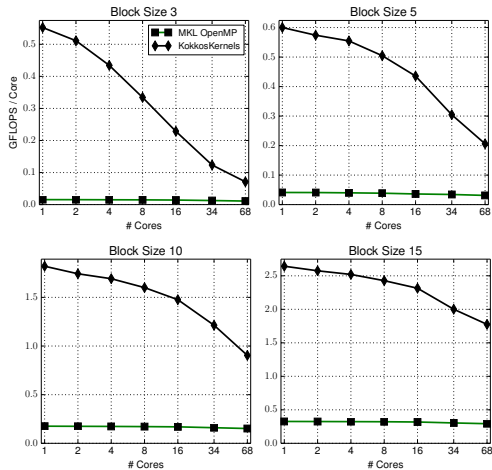 Block Size 3
GFLOPS / Core
0.5
0.4
0.3
0.2
0.1
0.0
1 2 4 8 16 34 68
# Cores
MKL OpenMP
KokkosKernels
Block Size 5
0.6
0.5
0.4
0.3
0.2
0.1
0.0
1 2 4 8 16 34 68
# Cores
Block Size 10
1.5
1.0
0.5
0.0
1 2 4 8 16 34 68
# Cores
Block Size 15
2.5
2.0
1.5
1.0
0.5
0.0
1 2 4 8 16 34 68
# Cores